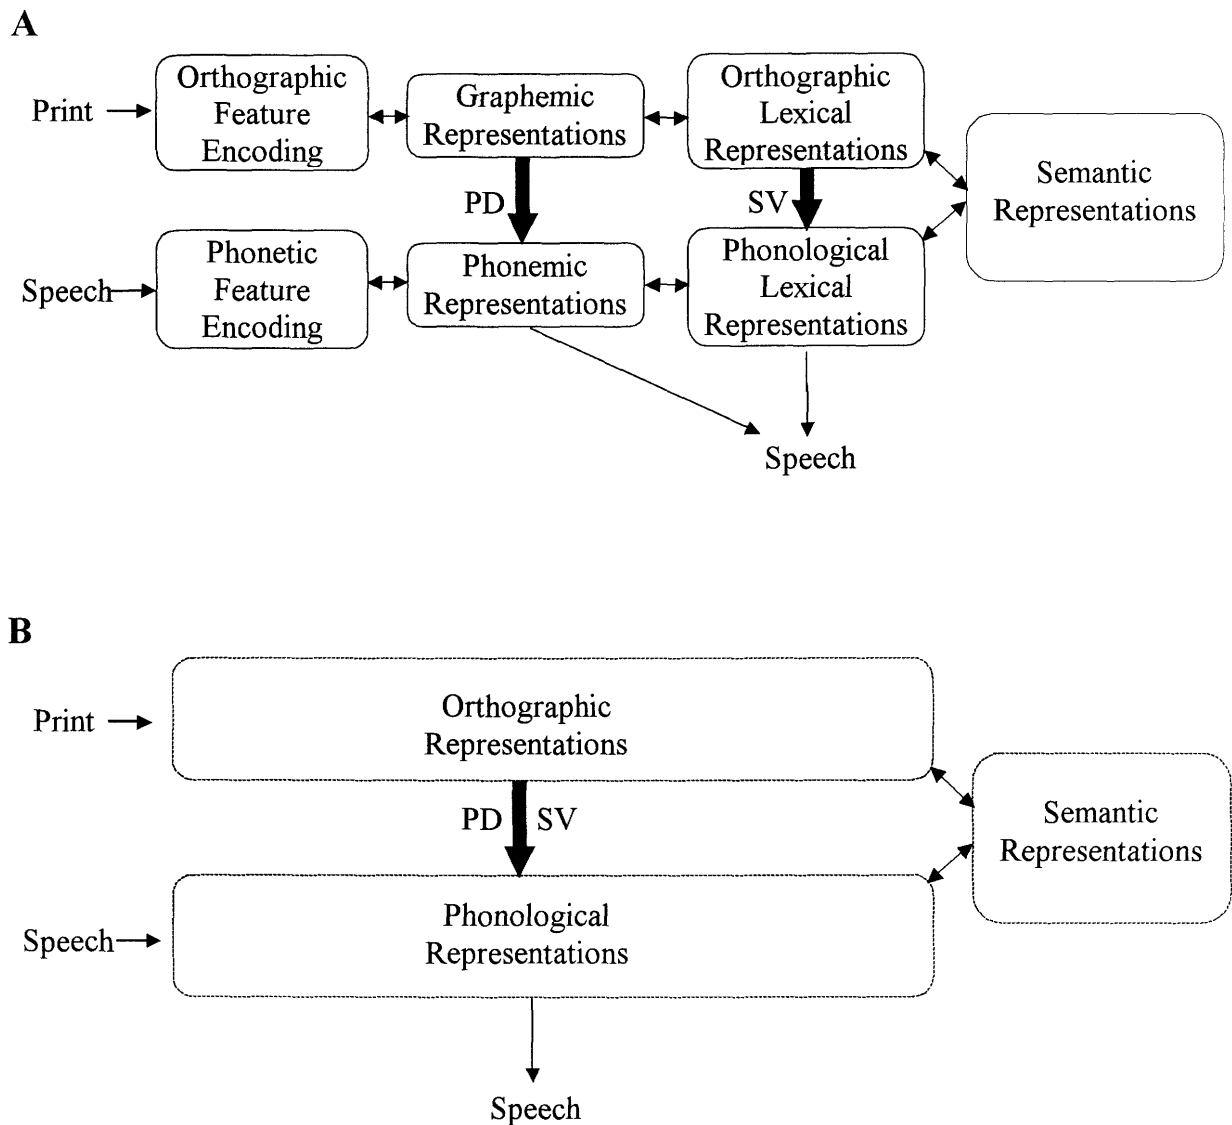 A
Print
Orthographic
Feature
Encoding
Graphemic
Representations
Orthographic
Lexical
Representations
Semantic
Representations
PD
SV
Speech
Phonetic
Feature
Encoding
Phonemic
Representations
Phonological
Lexical
Representations
Speech
B
Print
Orthographic
Representations
PD SV
Semantic
Representations
Speech
Phonological
Representations
Speech